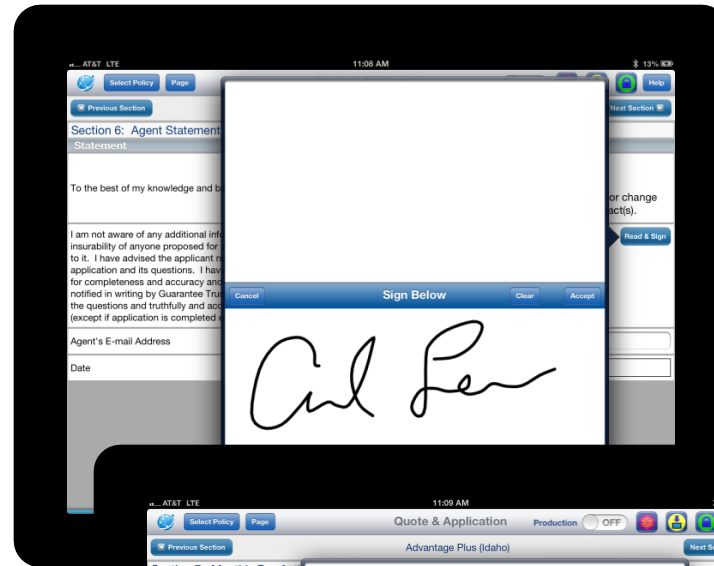 AT&T LTE 11:08 AM 13%
Select Policy Page Help
Previous Section Next Section
Section 6: Agent Statement
Statement
To the best of my knowledge and b
or change
act(s).
I am not aware of any additional info
insurability of anyone proposed for
to it. I have advised the applicant n
application and its questions. I hav
for completeness and accuracy and
notified in writing by Guarantee Trus
the questions and truthfully and acc
(except if application is completed e
Read & Sign
Cancel Sign Below Clear Accept
Agent's E-mail Address
Date
AT&T LTE 11:09 AM
Select Policy Page Quote & Application Production OFF
Previous Section Advantage Plus (Idaho) Next Se